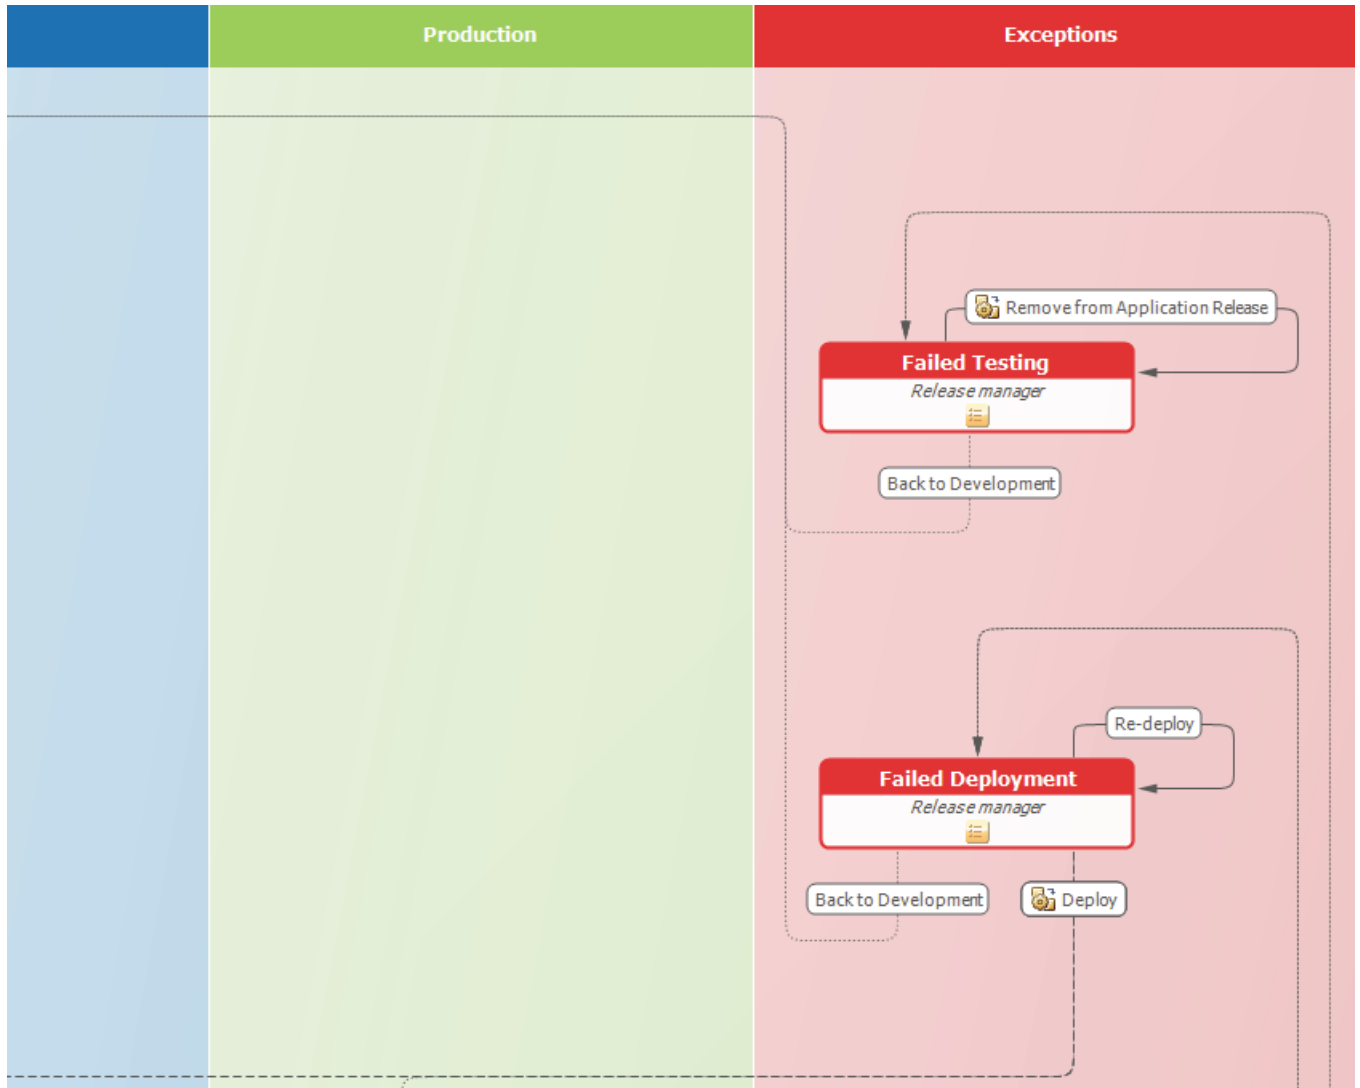 Production
Exceptions
Remove from Application Release
Failed Testing
Release manager
Back to Development
Re-deploy
Failed Deployment
Release manager
Back to Development
Deploy